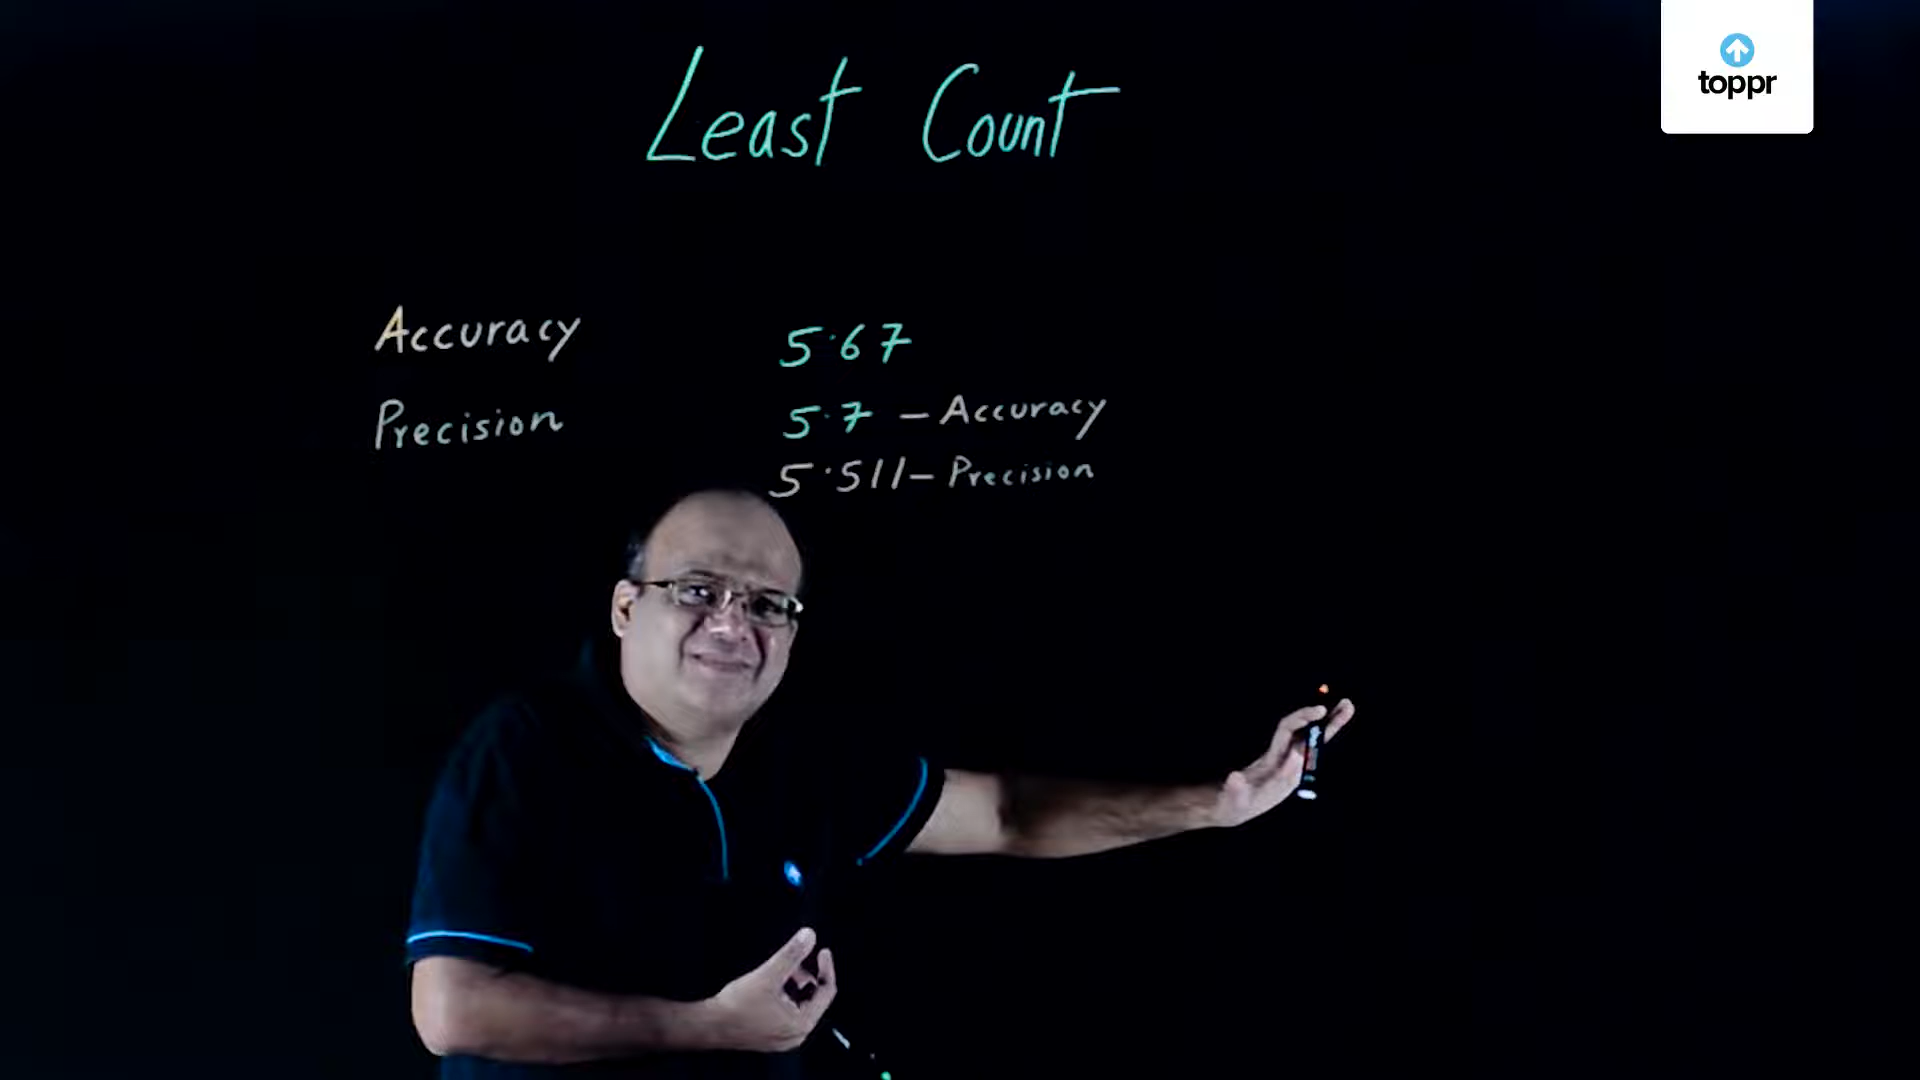 toppr
Least Count
Accuracy
Precision
5.67
5.7 – Accuracy
5.511 – Precision